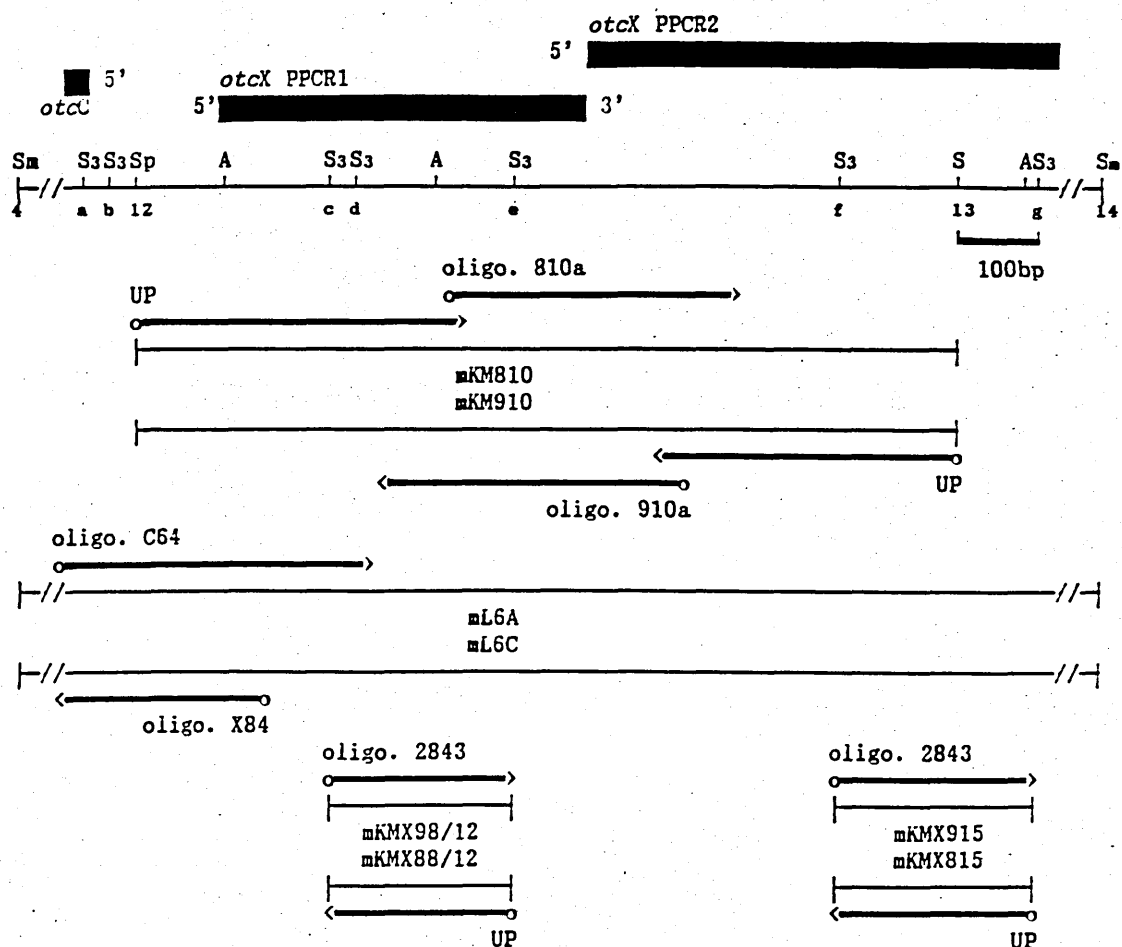 otcX PPCR2
5'
5'
otcC
otcX PPCR1
5'
3'
Sm S3 S3 Sp A S3 S3 A S3 S3 S A S3 Sm
4 a b 12 c d e f 13 g 14
100bp
oligo. 810a
UP
mKM810
mKM910
UP
oligo. 910a
oligo. C64
mL6A
mL6C
oligo. X84
oligo. 2843
oligo. 2843
mKMX98/12
mKMX88/12
mKMX915
mKMX815
UP
UP